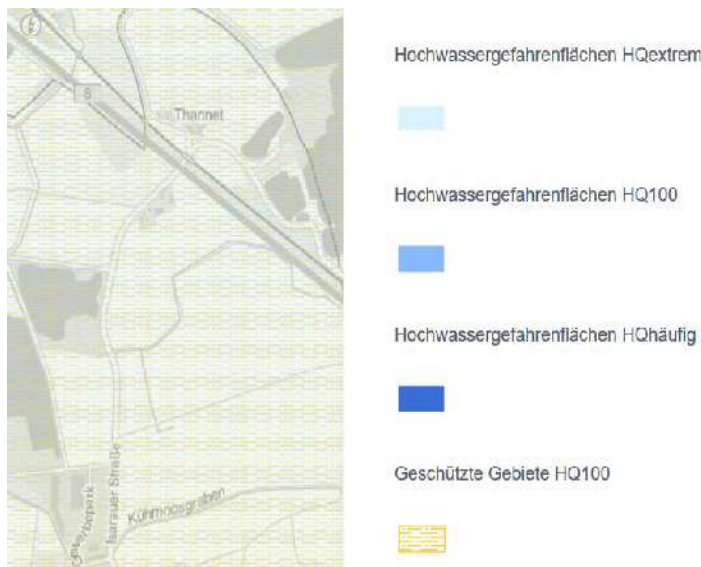 8
Thannet
Isarauer Straße
Kühmoosgraben
Hochwassergefahrenflächen HQextrem
Hochwassergefahrenflächen HQ100
Hochwassergefahrenflächen HQhäufig
Geschützte Gebiete HQ100